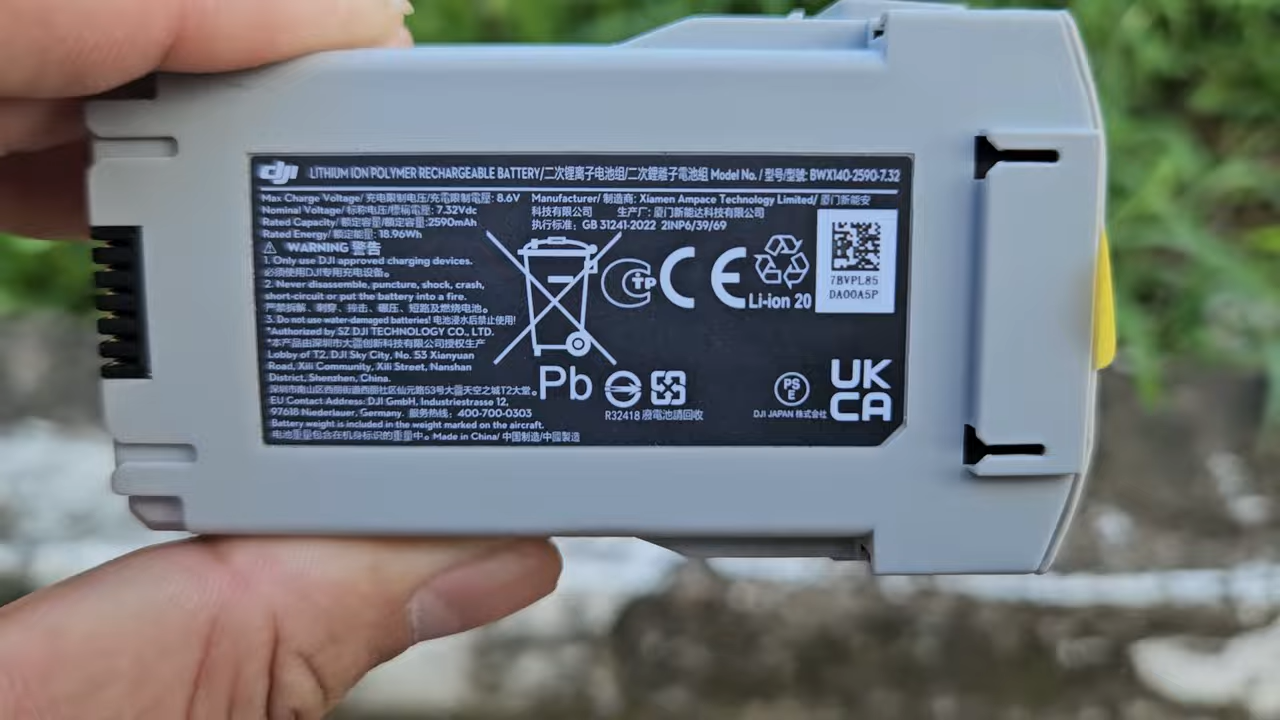 dji LITHIUM ION POLYMER RECHARGEABLE BATTERY/二次锂离子电池组/二次鋰離子電池組 Model No./ 型号/型號: BWX140-2590-7.32
Max Charge Voltage/ 充电限制电压/充電限制電壓: 8.6V
Nominal Voltage/ 标称电压/標稱電壓: 7.32Vdc
Rated Capacity/ 额定容量/額定容量:2590mAh
Rated Energy/ 额定能量: 18.96Wh
WARNING 警告
1. Only use DJI approved charging devices.
必须使用DJI专用充电设备。
2. Never disassemble, puncture, shock, crash,
short-circuit or put the battery into a fire.
严禁拆卸、刺穿、撞击、碾压、短路及燃烧电池。
3. Do not use water-damaged batteries! 电池浸水后禁止使用!
*Authorized by SZ DJI TECHNOLOGY CO., LTD.
*本产品由深圳市大疆创新科技有限公司授权生产
Lobby of T2, DJI Sky City, No. 53 Xianyuan
Road, Xili Community, Xili Street, Nanshan
District, Shenzhen, China.
深圳市南山区西丽街道西丽社区仙元路53号大疆天空之城T2大堂。
EU Contact Address: DJI GmbH, Industriestrasse 12,
97618 Niederlauer, Germany. 服务热线: 400-700-0303
Battery weight is included in the weight marked on the aircraft.
电池重量包含在机身标识的重量中。Made in China/ 中国制造/中國製造
Manufacturer/ 制造商: Xiamen Ampace Technology Limited/ 厦门新能安
科技有限公司 生产厂: 厦门新能达科技有限公司
执行标准: GB 31241-2022 2INP6/39/69
CTP
CE
Li-ion 20
7BVPL85
DA00A5P
Pb
R32418 廢電池請回收
PSE
DJI JAPAN 株式会社
UK
CA